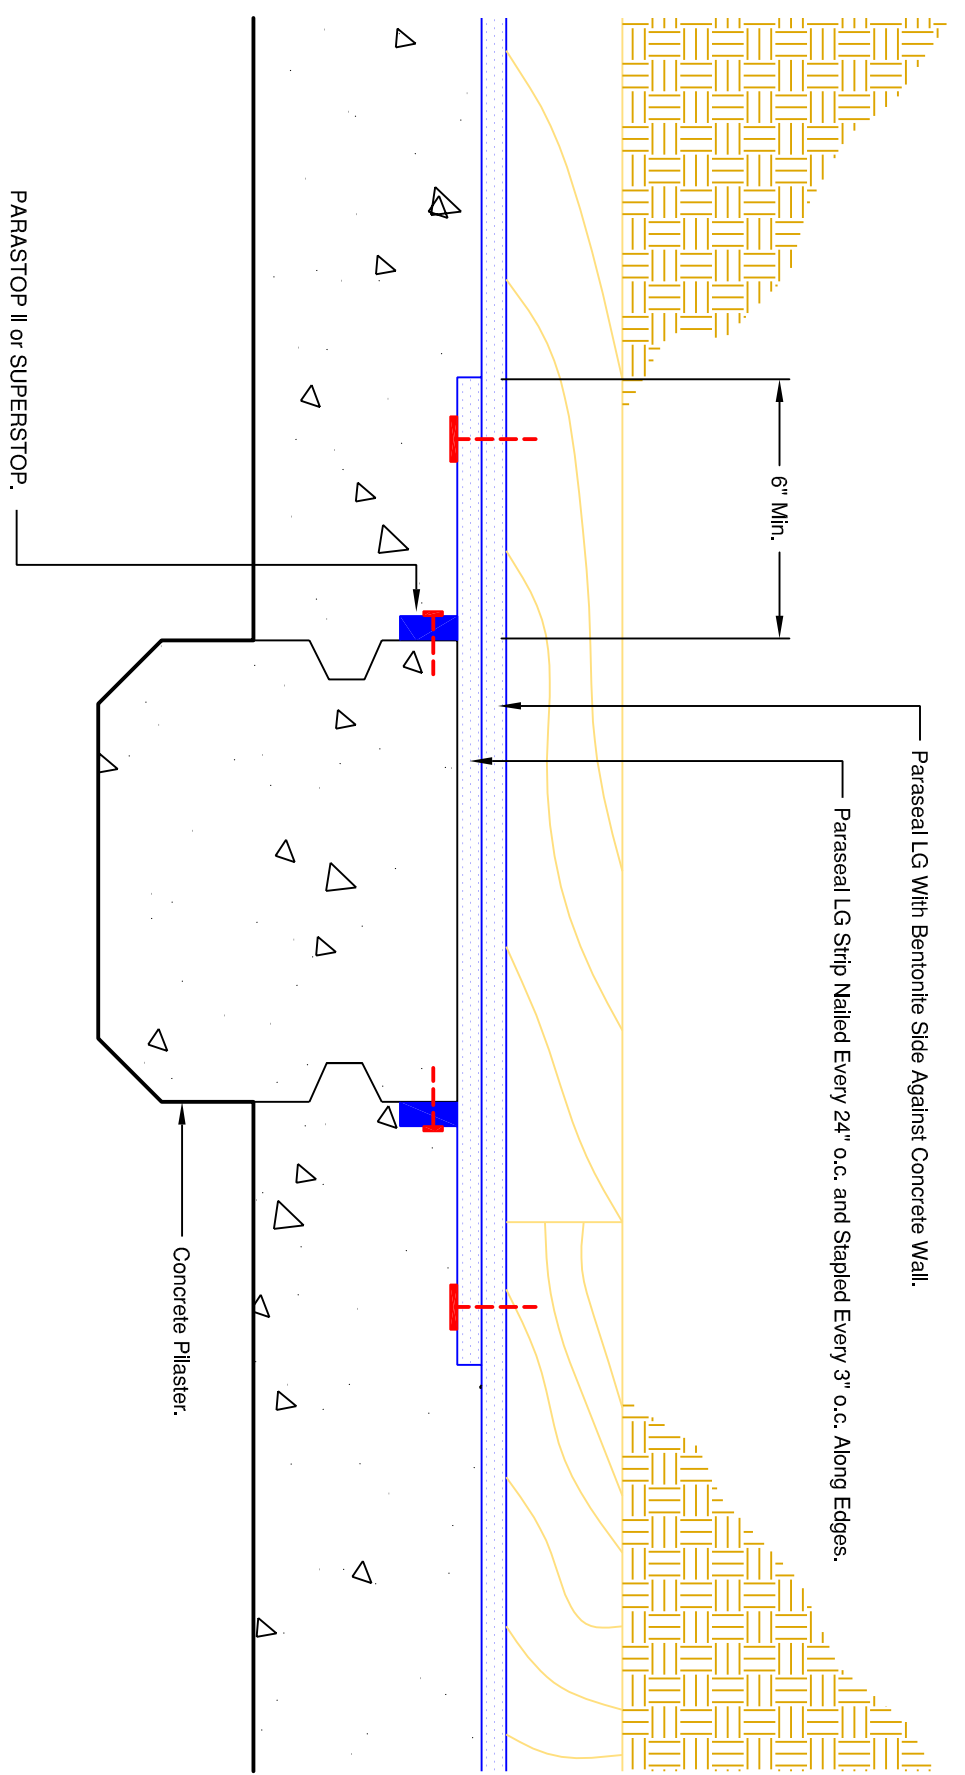 Paraseal LG With Bentonite Side Against Concrete Wall.
Paraseal LG Strip Nailed Every 24" o.c. and Stapled Every 3" o.c. Along Edges.
6" Min.
Concrete Pilaster.
PARASTOP II or SUPERSTOP.